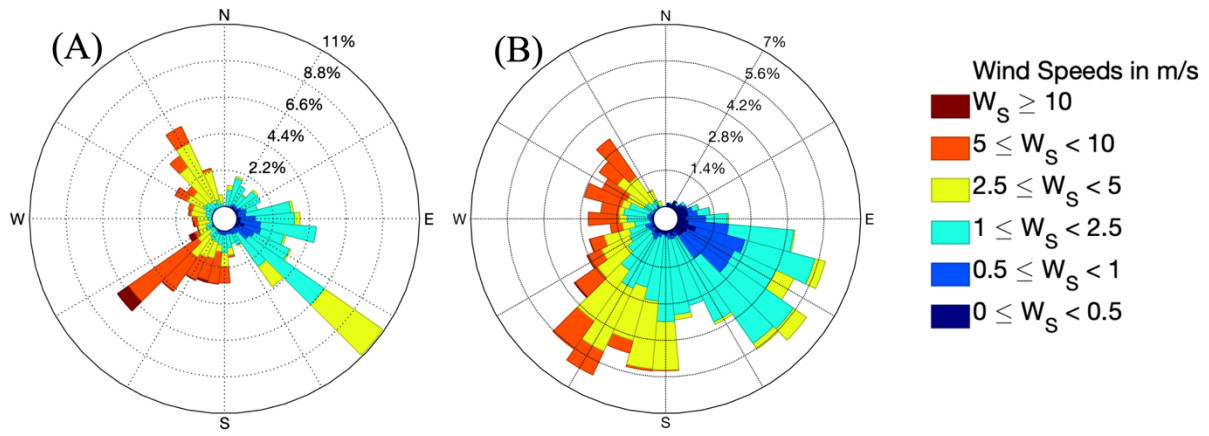 (A)
N
11%
8.8%
6.6%
4.4%
2.2%
W
E
S
(B)
N
7%
5.6%
4.2%
2.8%
1.4%
W
E
S
Wind Speeds in m/s
W_S ≥ 10
5 ≤ W_S < 10
2.5 ≤ W_S < 5
1 ≤ W_S < 2.5
0.5 ≤ W_S < 1
0 ≤ W_S < 0.5